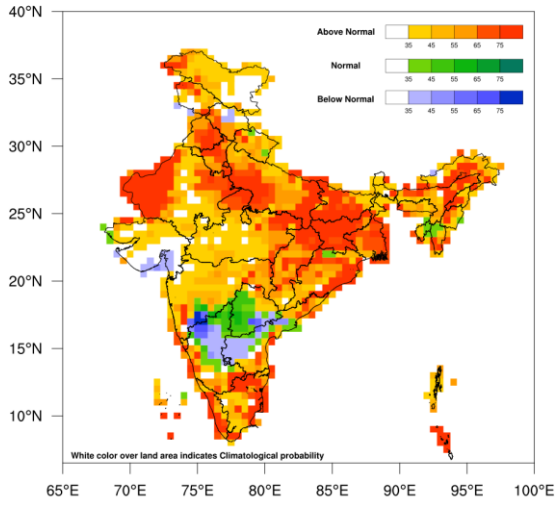 40°N
35°N
30°N
25°N
20°N
15°N
10°N
65°E 70°E 75°E 80°E 85°E 90°E 95°E 100°E
Above Normal
35 45 55 65 75
Normal
35 45 55 65 75
Below Normal
35 45 55 65 75
White color over land area indicates Climatological probability